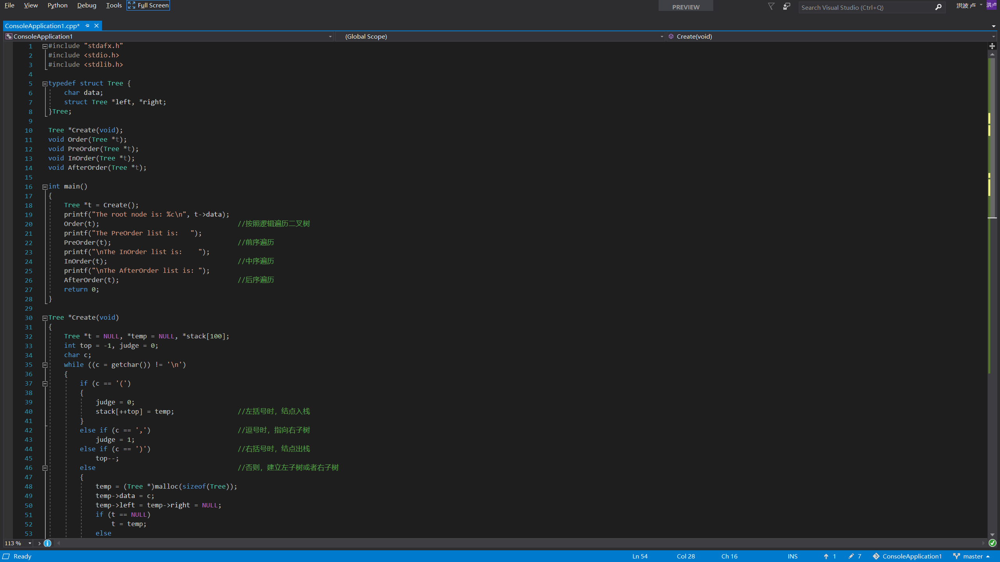 File View Python Debug Tools Full Screen PREVIEW Search Visual Studio (Ctrl+Q) 洪波 卢 洪卢
ConsoleApplication1.cpp*
ConsoleApplication1 (Global Scope) Create(void)
1 #include "stdafx.h"
2 #include <stdio.h>
3 #include <stdlib.h>
4
5 typedef struct Tree {
6 char data;
7 struct Tree *left, *right;
8 }Tree;
9
10 Tree *Create(void);
11 void Order(Tree *t);
12 void PreOrder(Tree *t);
13 void InOrder(Tree *t);
14 void AfterOrder(Tree *t);
15
16 int main()
17 {
18 Tree *t = Create();
19 printf("The root node is: %c\n", t->data);
20 Order(t); //按照逻辑遍历二叉树
21 printf("The PreOrder list is:   ");
22 PreOrder(t); //前序遍历
23 printf("\nThe InOrder list is:    ");
24 InOrder(t); //中序遍历
25 printf("\nThe AfterOrder list is: ");
26 AfterOrder(t); //后序遍历
27 return 0;
28 }
29
30 Tree *Create(void)
31 {
32 Tree *t = NULL, *temp = NULL, *stack[100];
33 int top = -1, judge = 0;
34 char c;
35 while ((c = getchar()) != '\n')
36 {
37 if (c == '(')
38 {
39 judge = 0;
40 stack[++top] = temp; //左括号时，结点入栈
41 }
42 else if (c == ',') //逗号时，指向右子树
43 judge = 1;
44 else if (c == ')') //右括号时，结点出栈
45 top--;
46 else //否则，建立左子树或者右子树
47 {
48 temp = (Tree *)malloc(sizeof(Tree));
49 temp->data = c;
50 temp->left = temp->right = NULL;
51 if (t == NULL)
52 t = temp;
53 else
113 %
Ready Ln 54 Col 28 Ch 16 INS 1 7 ConsoleApplication1 master